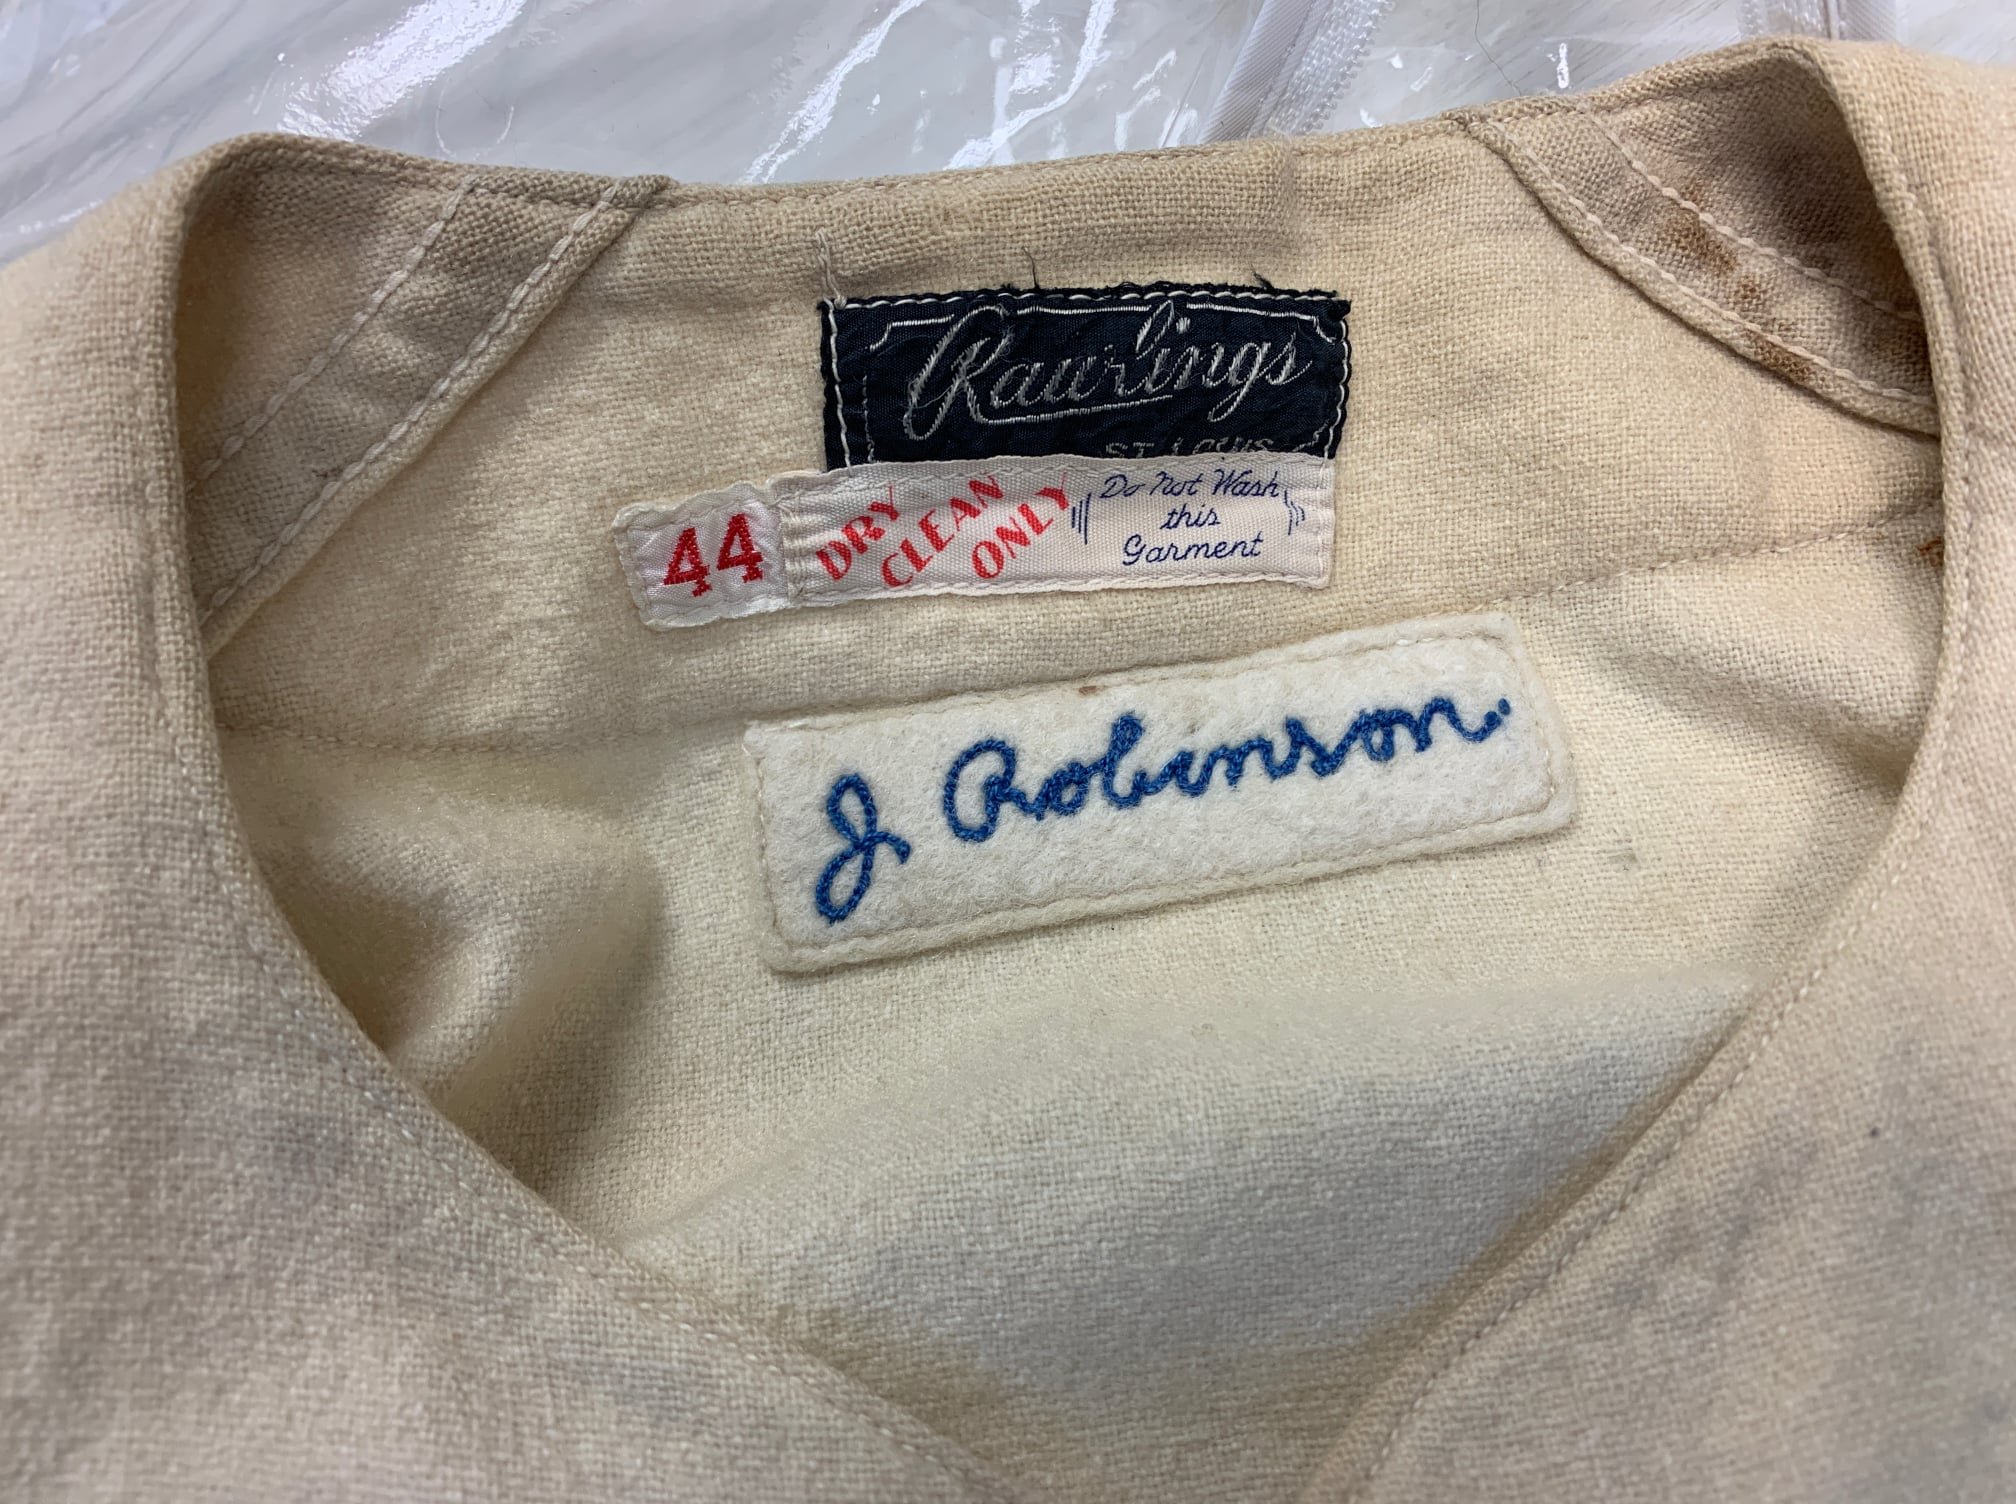 Rawlings
ST. LOUIS
44
DRY
CLEAN
ONLY
Do Not Wash
this
Garment
J. Robinson.